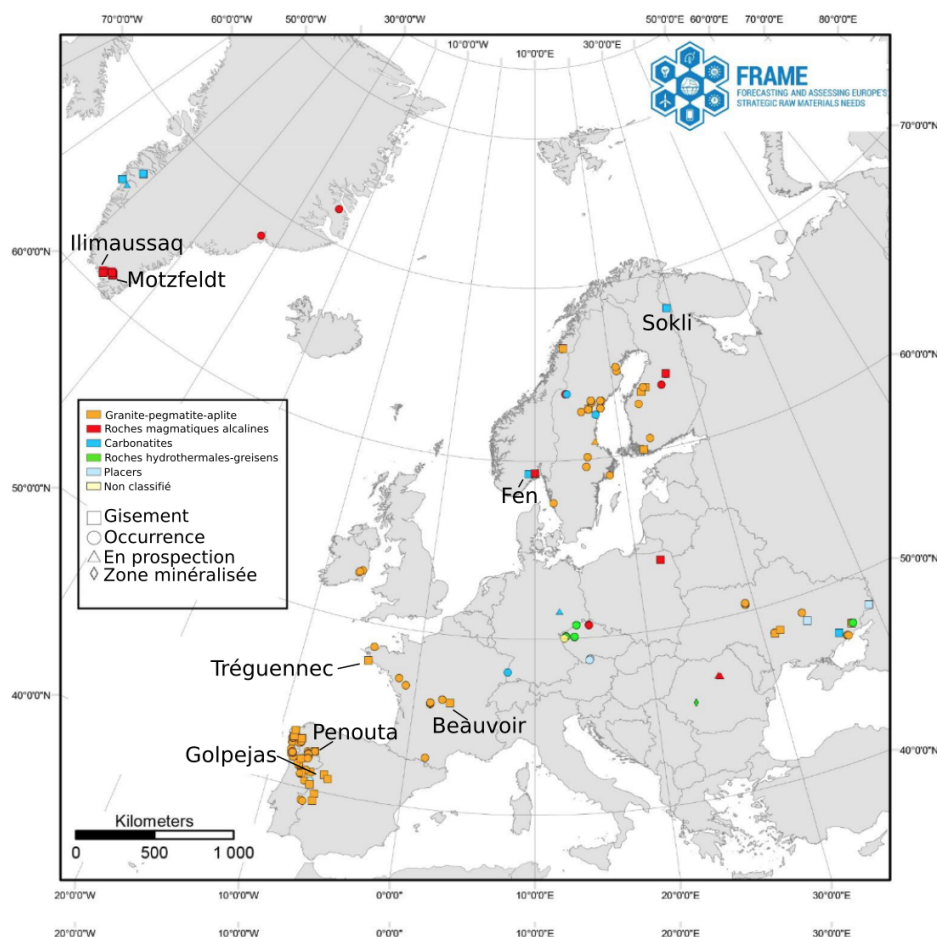 70°0'0"W 60°0'0"W 50°0'0"W 40°0'0"W 30°0'0"W 50°0'0"E 60°0'0"E 70°0'0"E 80°0'0"E
10°0'0"W 10°0'0"E 30°0'0"E
FRAME
FORECASTING AND ASSESSING EUROPE'S
STRATEGIC RAW MATERIALS NEEDS
70°0'0"N
Ilimaussaq
60°0'0"N
Motzfeldt
Sokli
60°0'0"N
Granite-pegmatite-aplite
Roches magmatiques alcalines
Carbonatites
Roches hydrothermales-greisens
Placers
Non classifié
Gisement
Occurrence
En prospection
Zone minéralisée
50°0'0"N
Fen
50°0'0"N
Tréguennec
40°0'0"N
Beauvoir
Penouta
Golpejas
40°0'0"N
Kilometers
0 500 1 000
20°0'0"W 10°0'0"W 0°0'0"E 10°0'0"E 20°0'0"E 30°0'0"E
20°0'0"W 10°0'0"W 0°0'0"E 10°0'0"E 20°0'0"E 30°0'0"E